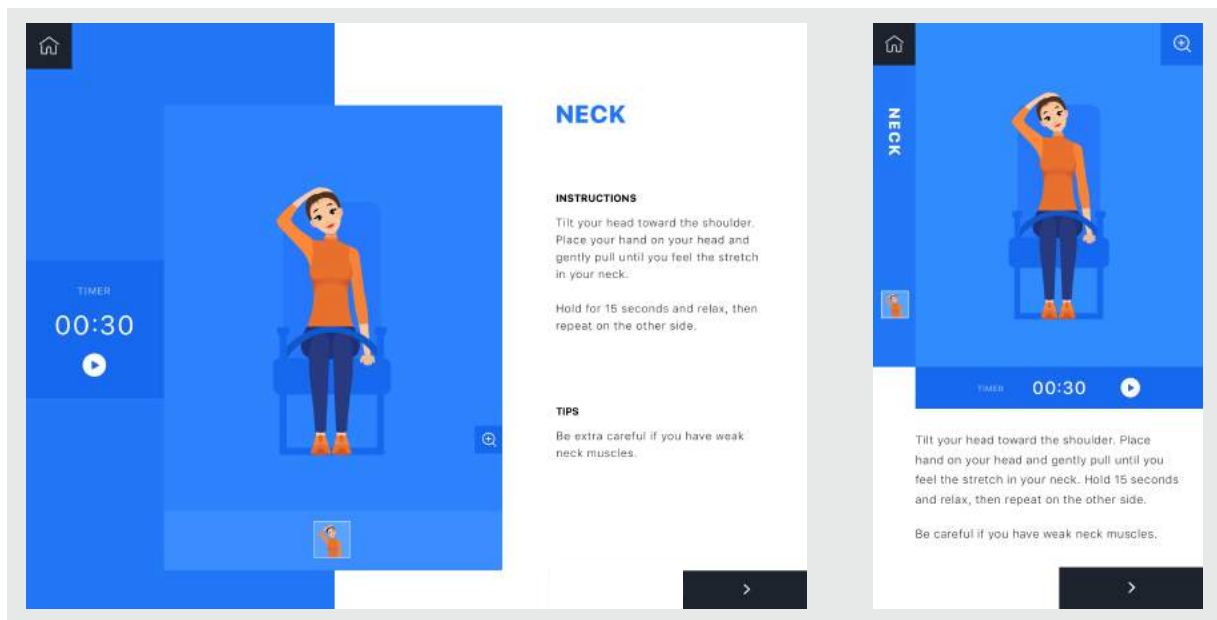 NECK
INSTRUCTIONS
Tilt your head toward the shoulder.
Place your hand on your head and
gently pull until you feel the stretch
in your neck.
Hold for 15 seconds and relax, then
repeat on the other side.
TIMER
00:30
TIPS
Be extra careful if you have weak
neck muscles.
NECK
TIMER 00:30
Tilt your head toward the shoulder. Place
hand on your head and gently pull until you
feel the stretch in your neck. Hold 15 seconds
and relax, then repeat on the other side.
Be careful if you have weak neck muscles.